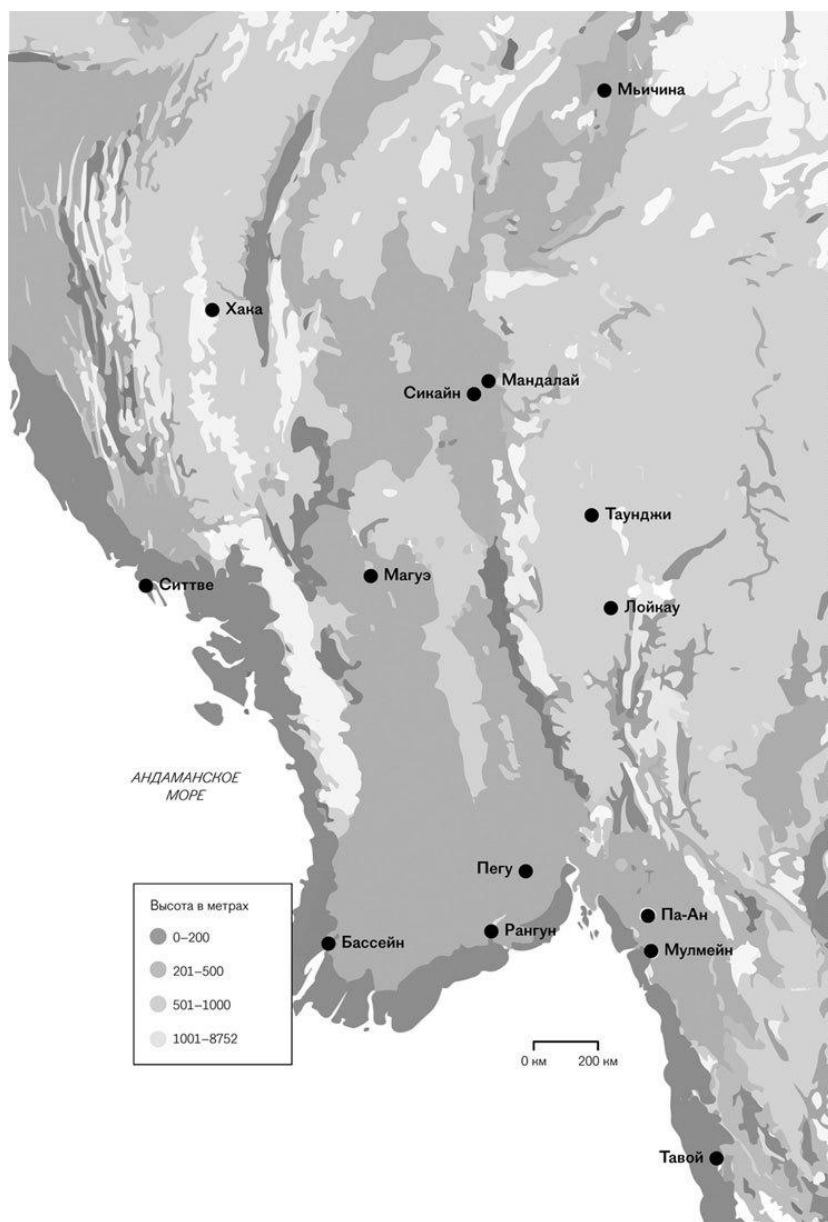 Мьичина
Хака
Мандалай
Сикайн
Таунджи
Магуэ
Ситтве
Лойкау
АНДАМАНСКОЕ
МОРЕ
Пегу
Высота в метрах
0–200
201–500
501–1000
1001–8752
Па-Ан
Рангун
Бассейн
Мулмейн
0 км 200 км
Тавой